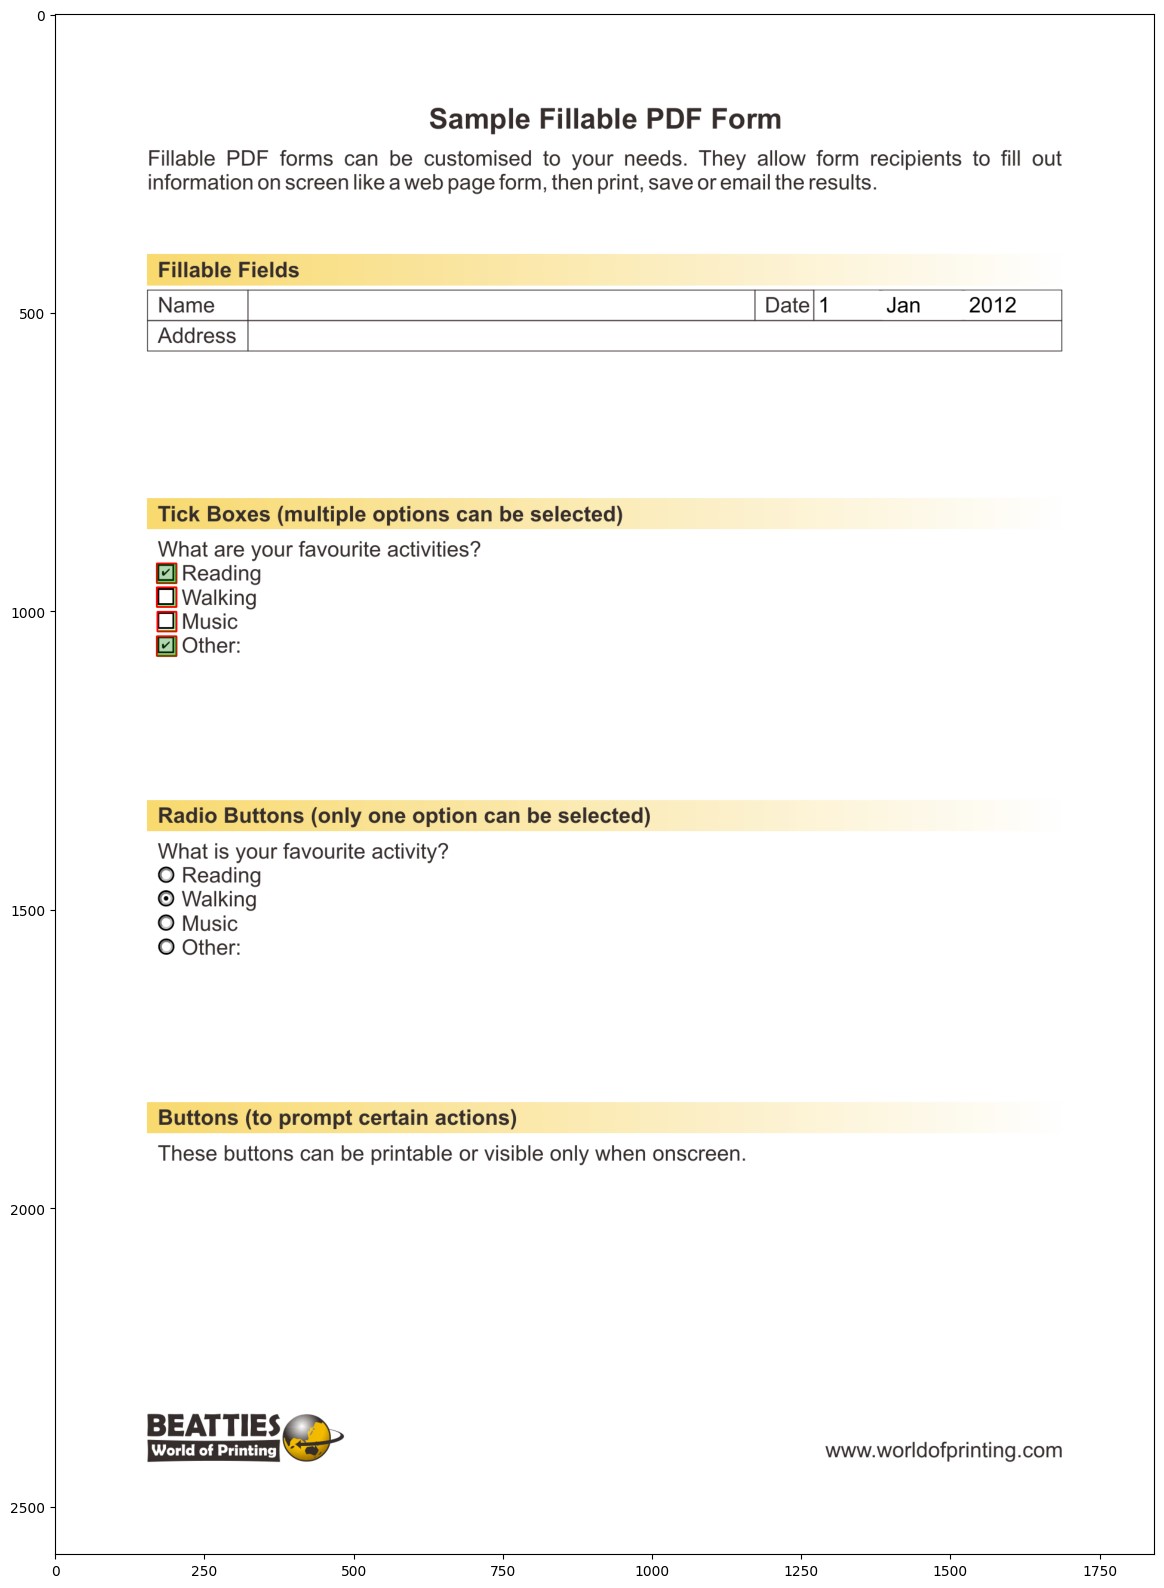 Sample Fillable PDF Form
Fillable PDF forms can be customised to your needs. They allow form recipients to fill out
information on screen like a web page form, then print, save or email the results.
Fillable Fields
Name Date 1 Jan 2012
Address
Tick Boxes (multiple options can be selected)
What are your favourite activities?
Reading
Walking
Music
Other:
Radio Buttons (only one option can be selected)
What is your favourite activity?
Reading
Walking
Music
Other:
Buttons (to prompt certain actions)
These buttons can be printable or visible only when onscreen.
BEATTIES
World of Printing
www.worldofprinting.com
0
500
1000
1500
2000
2500
0 250 500 750 1000 1250 1500 1750